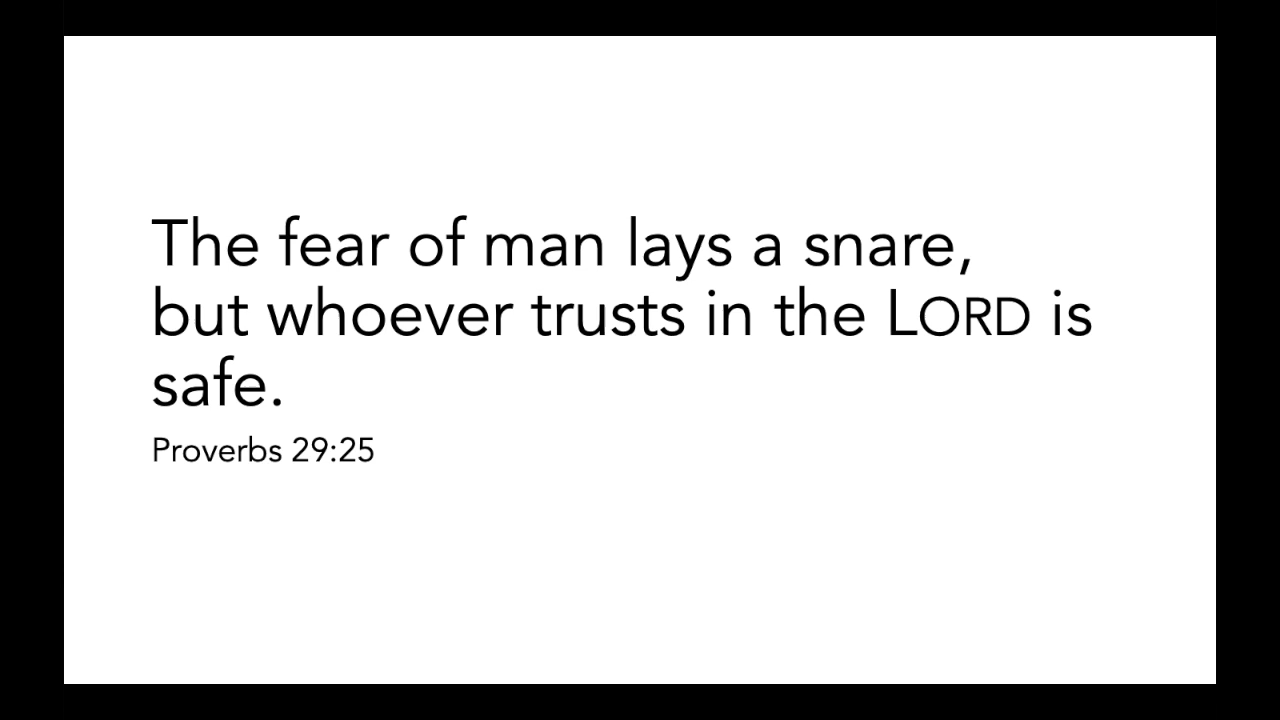 The fear of man lays a snare,
but whoever trusts in the LORD is
safe.
Proverbs 29:25